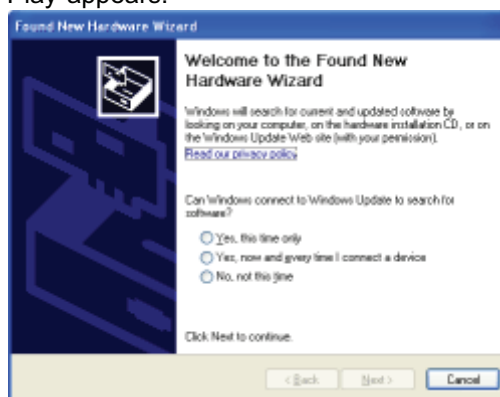 Play appears.
Found New Hardware Wizard
Welcome to the Found New
Hardware Wizard
Windows will search for current and updated software by
looking on your computer, on the hardware installation CD, or on
the Windows Update Web site (with your permission).
Read our privacy policy
Can Windows connect to Windows Update to search for
software?
Yes, this time only
Yes, now and every time I connect a device
No, not this time
Click Next to continue.
< Back Next > Cancel